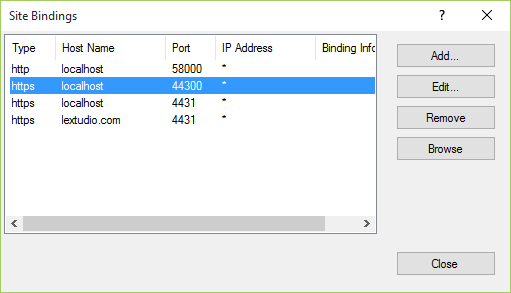 Site Bindings ? ×
Type Host Name Port IP Address Binding Info
http localhost 58000 *
https localhost 44300 *
https localhost 4431 *
https lextudio.com 4431 *
Add...
Edit...
Remove
Browse
Close